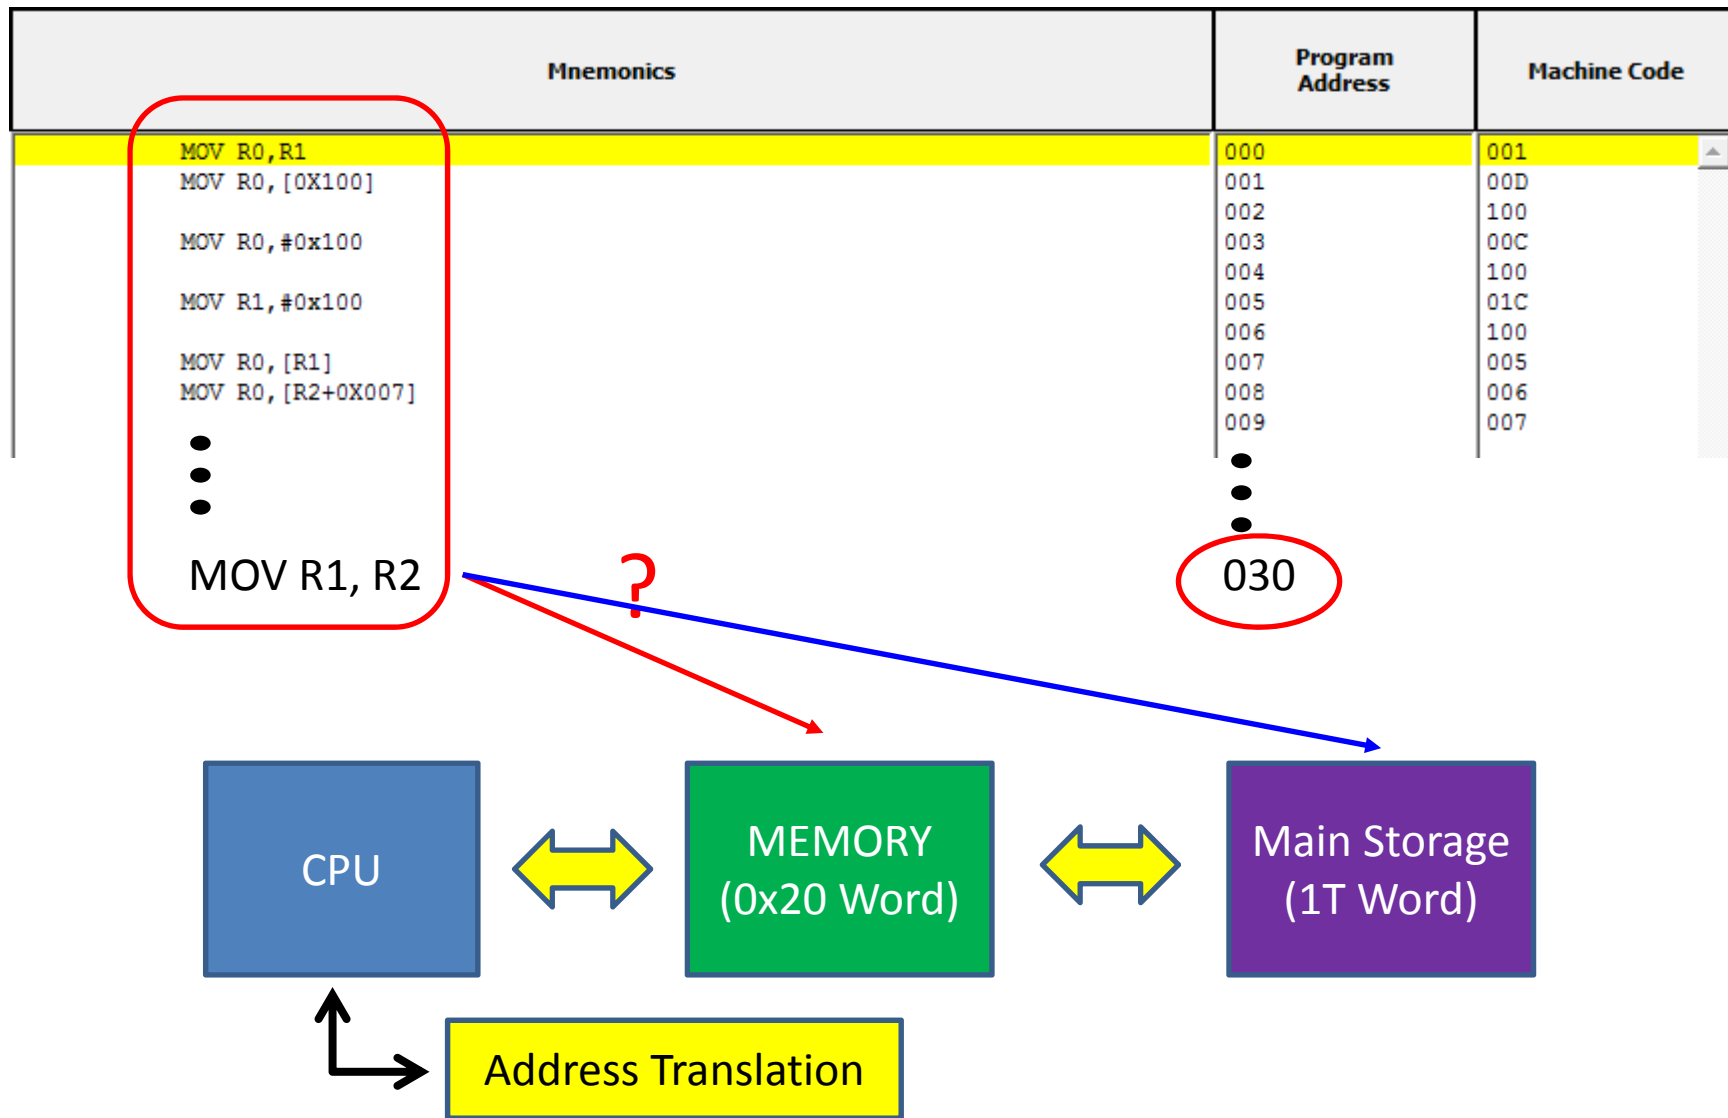 Mnemonics Program Address Machine Code
MOV R0,R1 000 001
MOV R0,[0X100] 001 00D
002 100
MOV R0,#0x100 003 00C
004 100
MOV R1,#0x100 005 01C
006 100
MOV R0,[R1] 007 005
MOV R0,[R2+0X007] 008 006
009 007
MOV R1, R2 ? 030
CPU
MEMORY
(0x20 Word)
Main Storage
(1T Word)
Address Translation